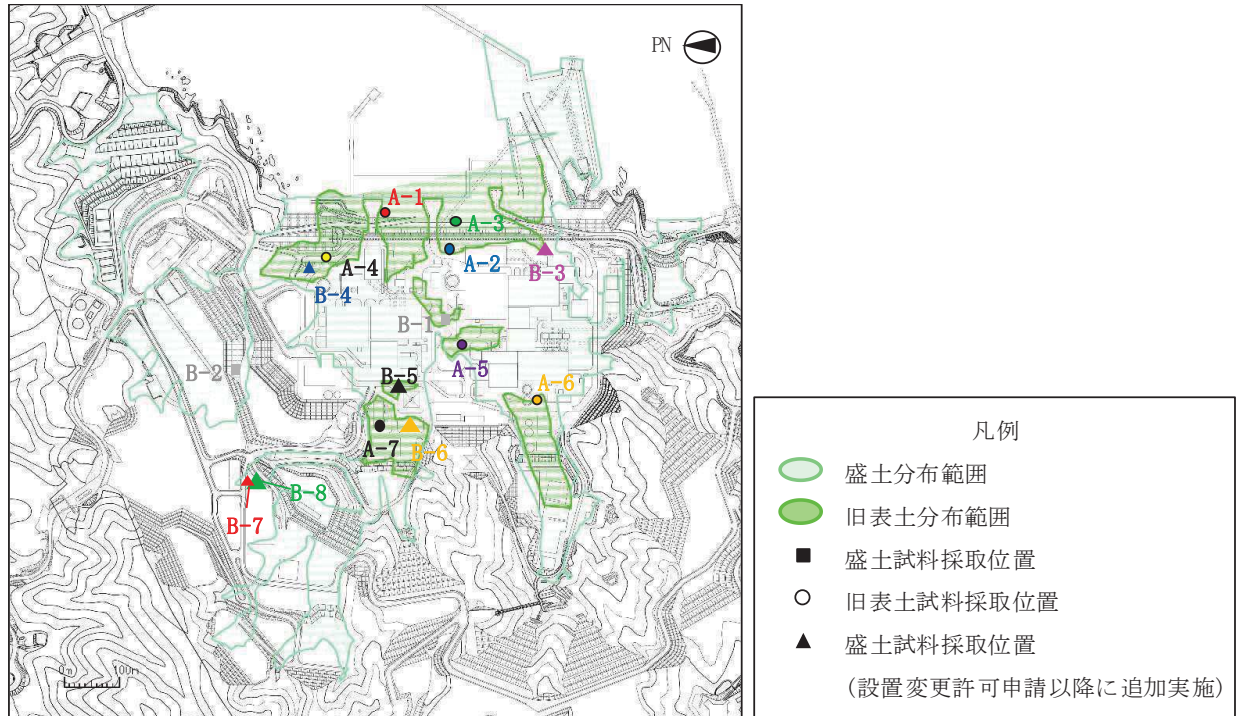 PN
A-1
A-3
A-4
A-2
B-3
B-4
B-1
B-2
A-5
B-5
A-6
A-7
B-6
B-8
B-7
0m 100m
凡例
盛土分布範囲
旧表土分布範囲
盛土試料採取位置
旧表土試料採取位置
盛土試料採取位置
(設置変更許可申請以降に追加実施)